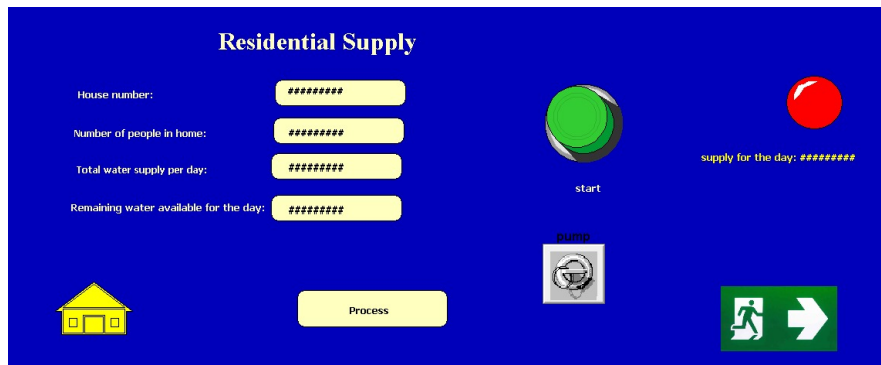 Residential Supply
House number: #########
Number of people in home: #########
Total water supply per day: #########
Remaining water available for the day: #########
start
supply for the day: #########
pump
Process